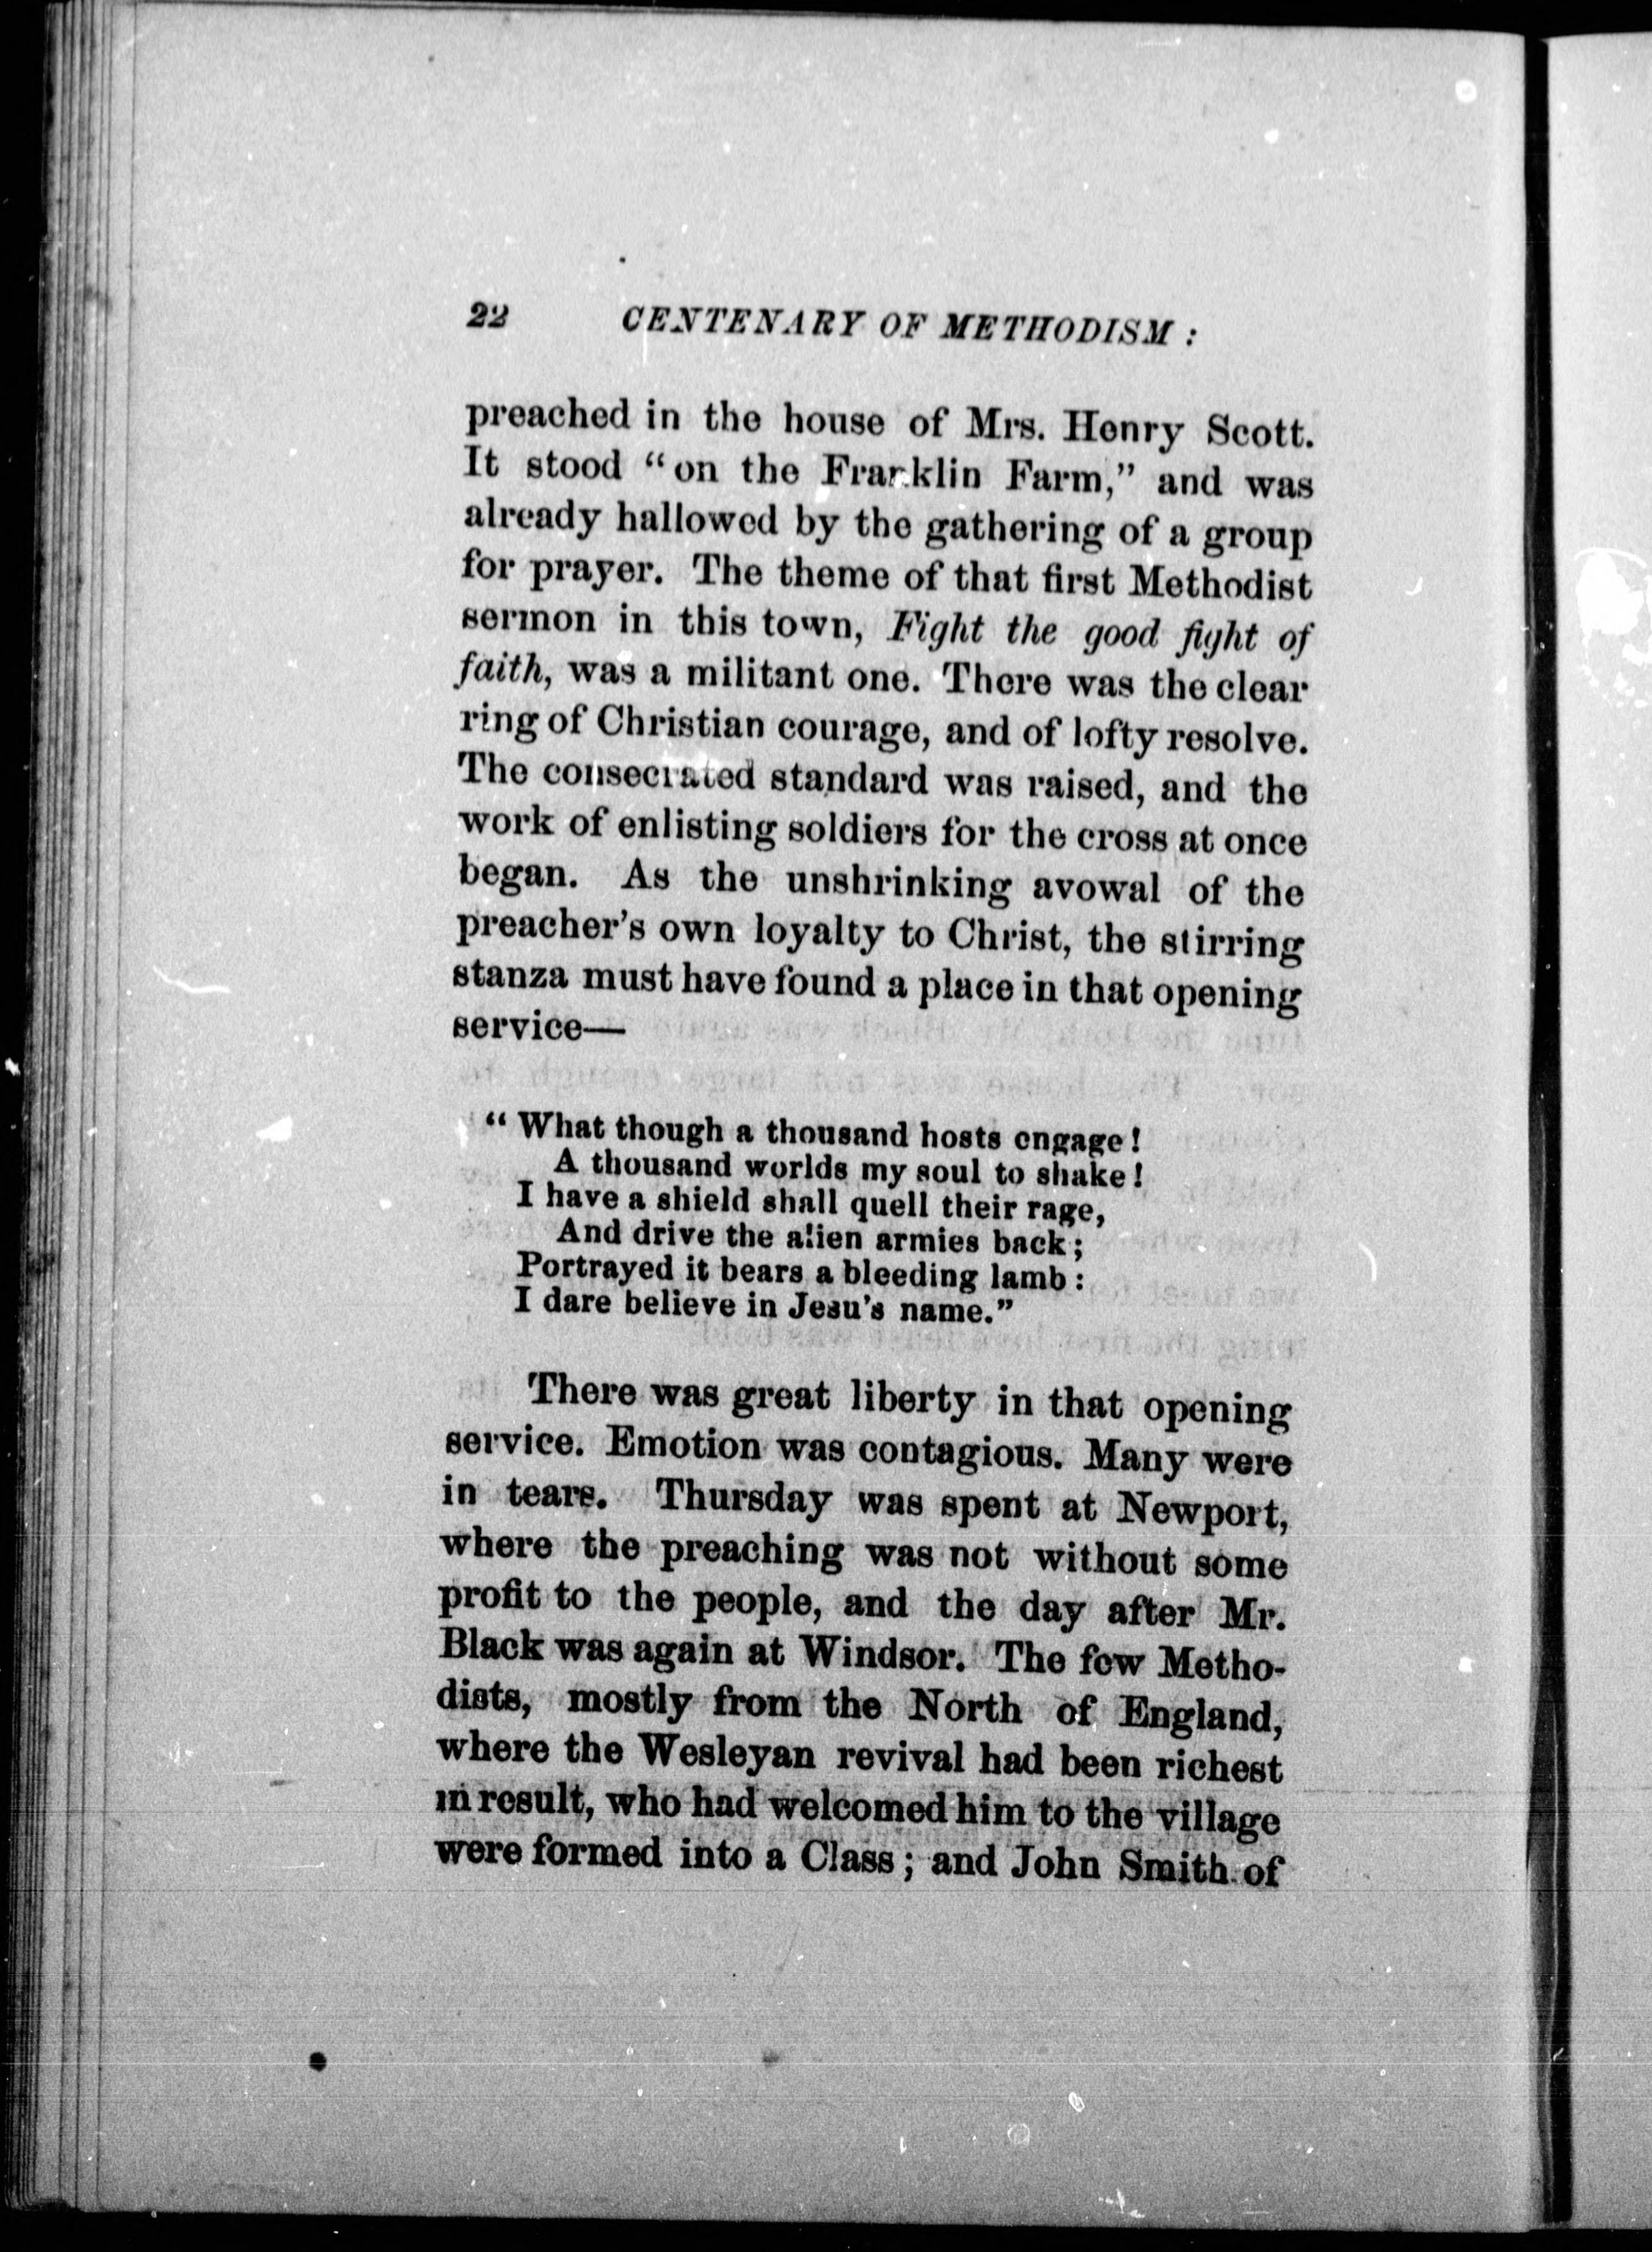 22 CENTENARY OF METHODISM :
preached in the house of Mrs. Henry Scott.
It stood “on the Franklin Farm,” and was
already hallowed by the gathering of a group
for prayer. The theme of that first Methodist
sermon in this town, Fight the good fight of
faith, was a militant one. There was the clear
ring of Christian courage, and of lofty resolve.
The consecrated standard was raised, and the
work of enlisting soldiers for the cross at once
began. As the unshrinking avowal of the
preacher’s own loyalty to Christ, the stirring
stanza must have found a place in that opening
service—
“ What though a thousand hosts engage!
A thousand worlds my soul to shake!
I have a shield shall quell their rage,
And drive the alien armies back;
Portrayed it bears a bleeding lamb:
I dare believe in Jesu’s name.”
There was great liberty in that opening
service. Emotion was contagious. Many were
in tears. Thursday was spent at Newport,
where the preaching was not without some
profit to the people, and the day after Mr.
Black was again at Windsor. The few Metho-
dists, mostly from the North of England,
where the Wesleyan revival had been richest
in result, who had welcomed him to the village
were formed into a Class; and John Smith of